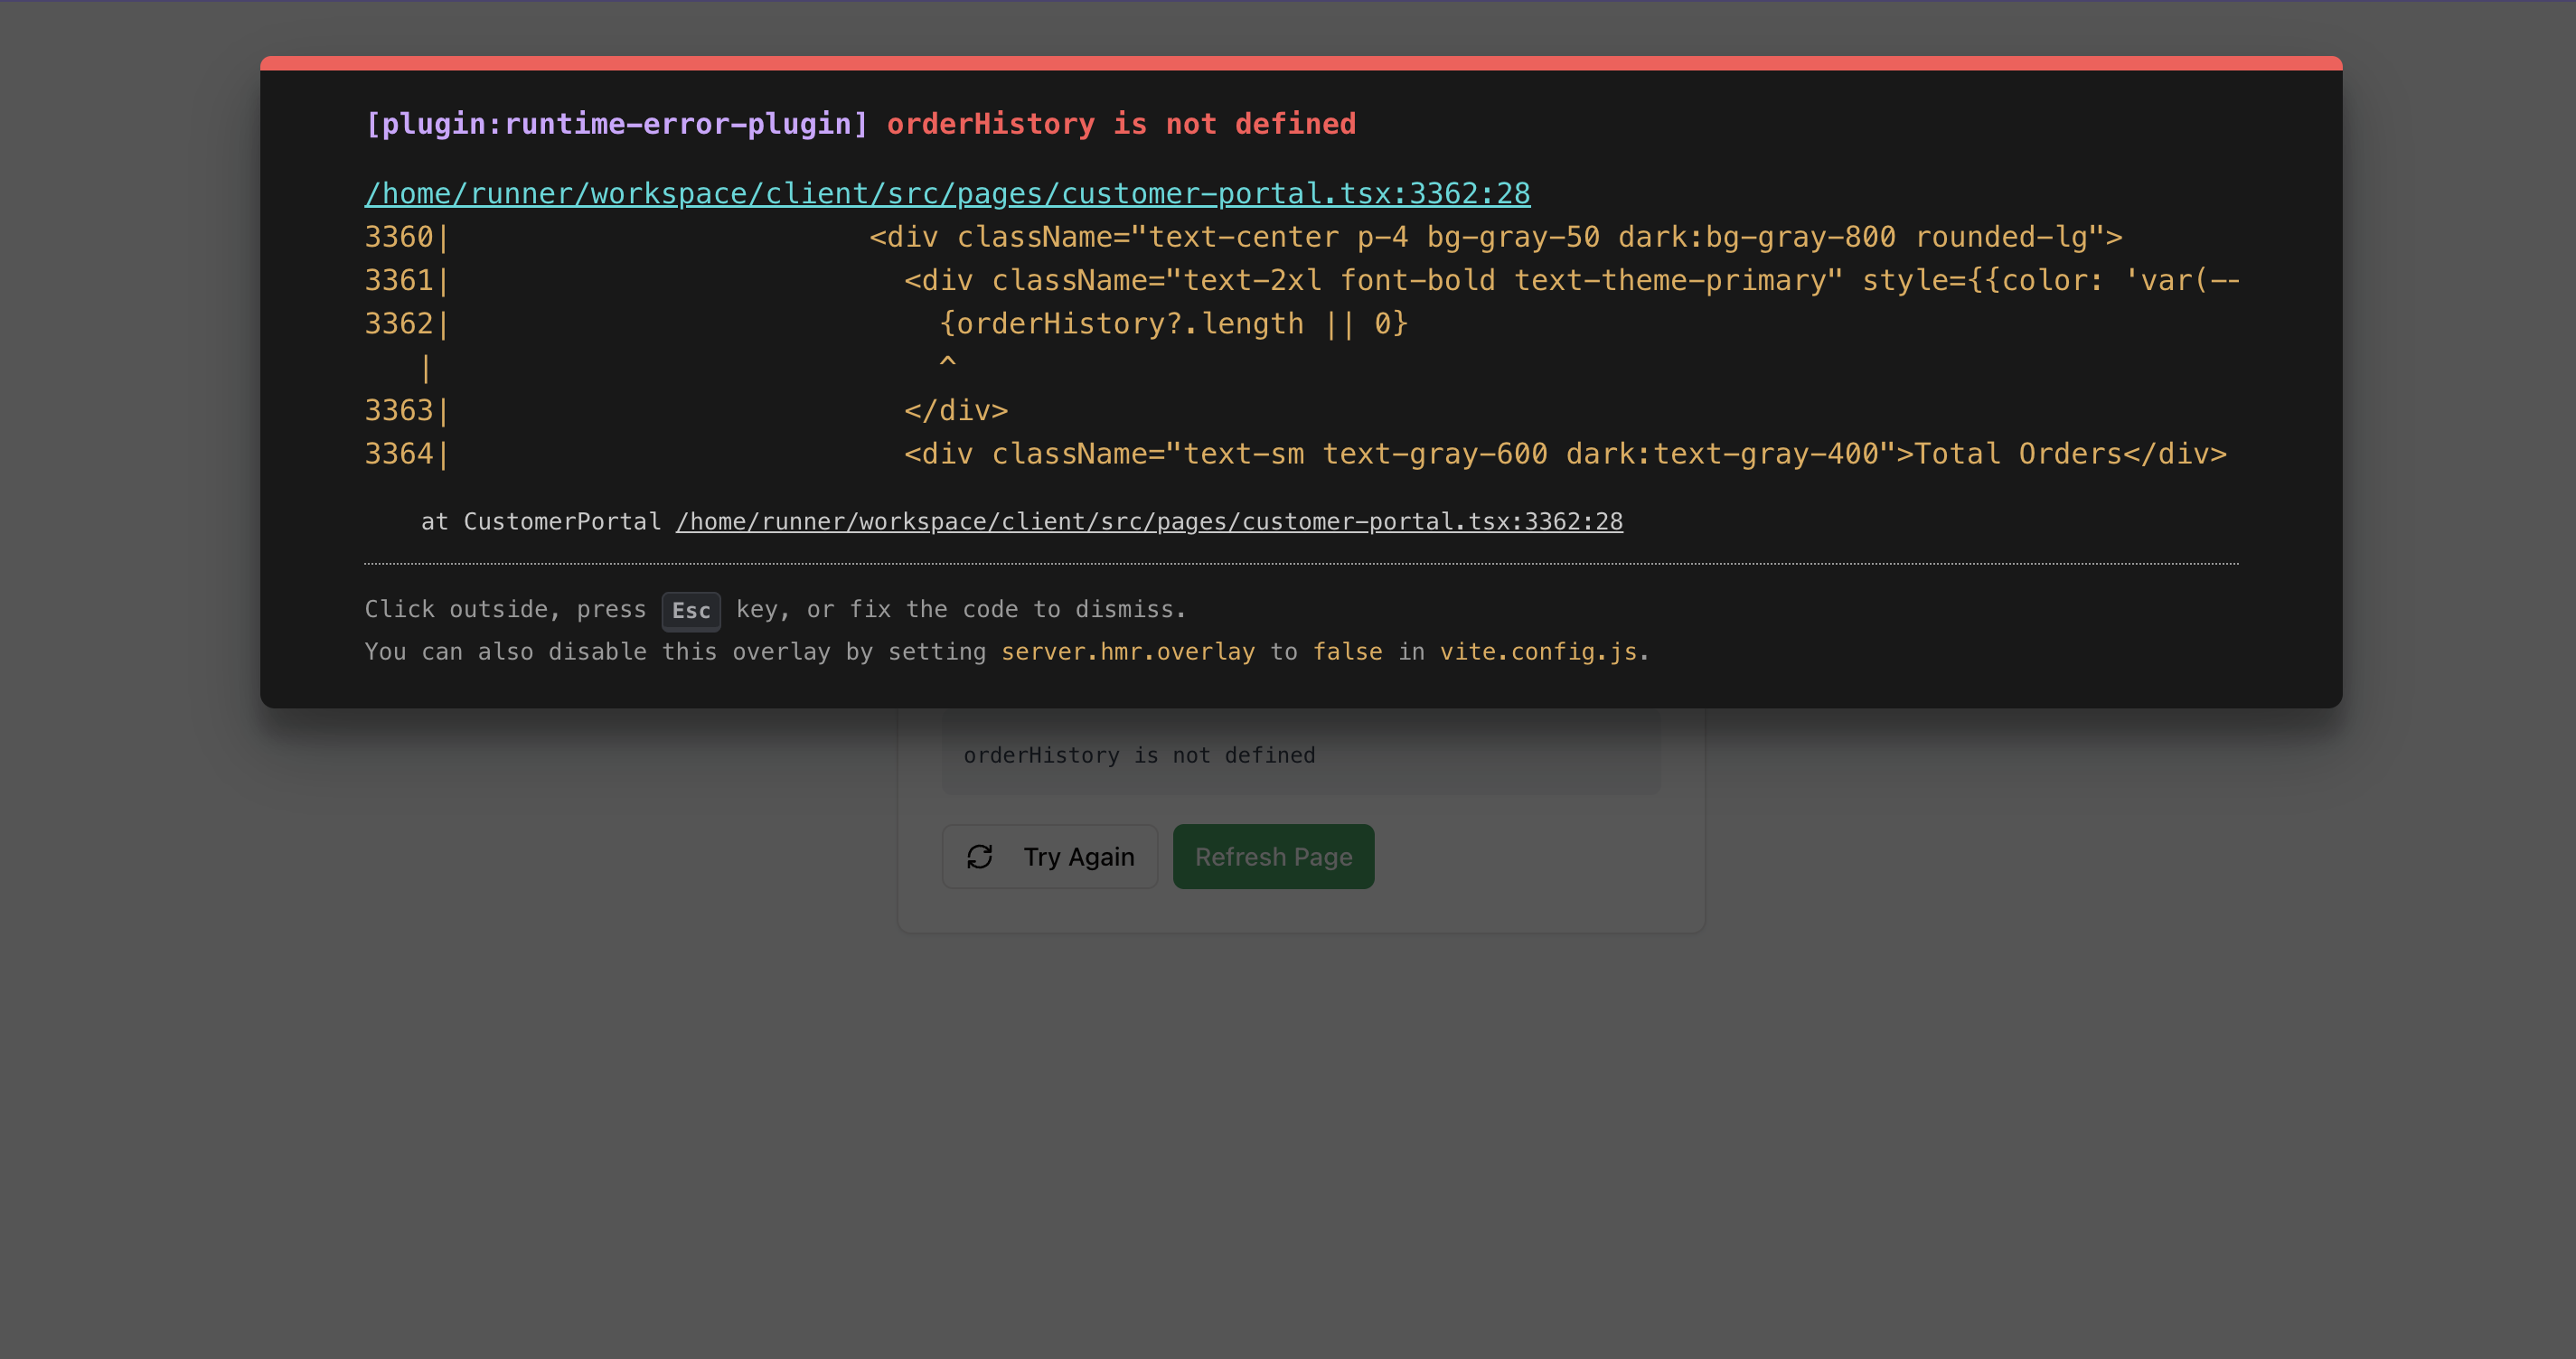 [plugin:runtime-error-plugin] orderHistory is not defined
/home/runner/workspace/client/src/pages/customer-portal.tsx:3362:28
3360|                        <div className="text-center p-4 bg-gray-50 dark:bg-gray-800 rounded-lg">
3361|                          <div className="text-2xl font-bold text-theme-primary" style={{color: 'var(--
3362|                            {orderHistory?.length || 0}
   |                            ^
3363|                          </div>
3364|                          <div className="text-sm text-gray-600 dark:text-gray-400">Total Orders</div>
at CustomerPortal /home/runner/workspace/client/src/pages/customer-portal.tsx:3362:28
Click outside, press Esc key, or fix the code to dismiss.
You can also disable this overlay by setting server.hmr.overlay to false in vite.config.js.
orderHistory is not defined
Try Again
Refresh Page